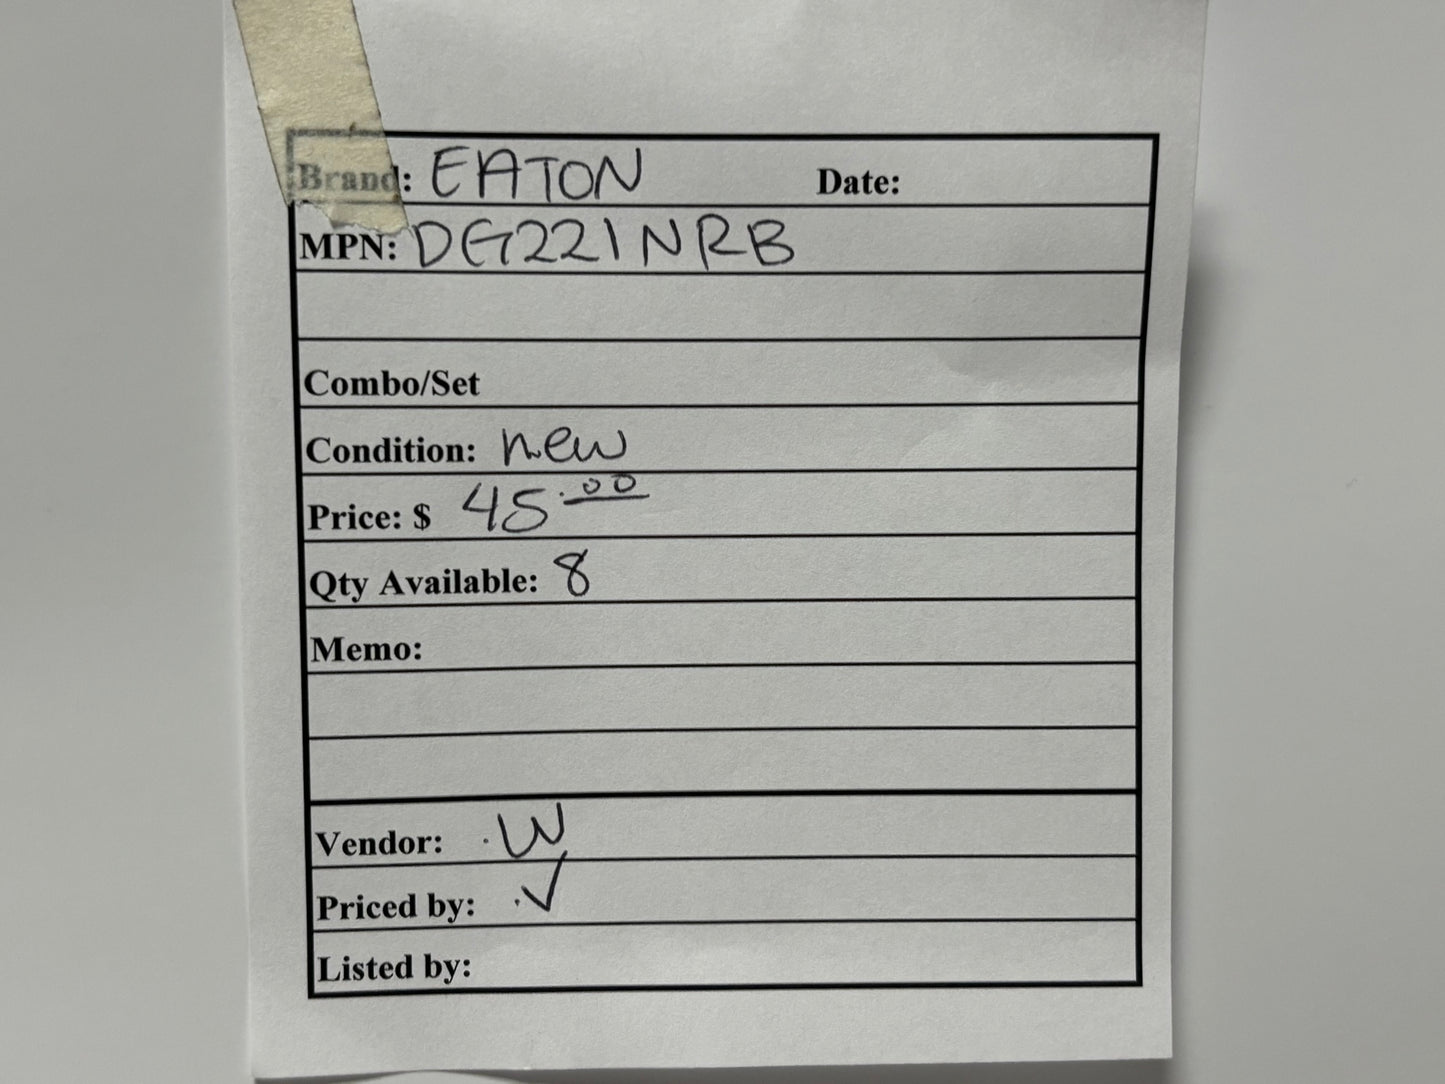 Brand: EATON Date:
MPN: DG221NRB
Combo/Set
Condition: new
Price: $ 45.00
Qty Available: 8
Memo:
Vendor: .W
Priced by: .✓
Listed by: